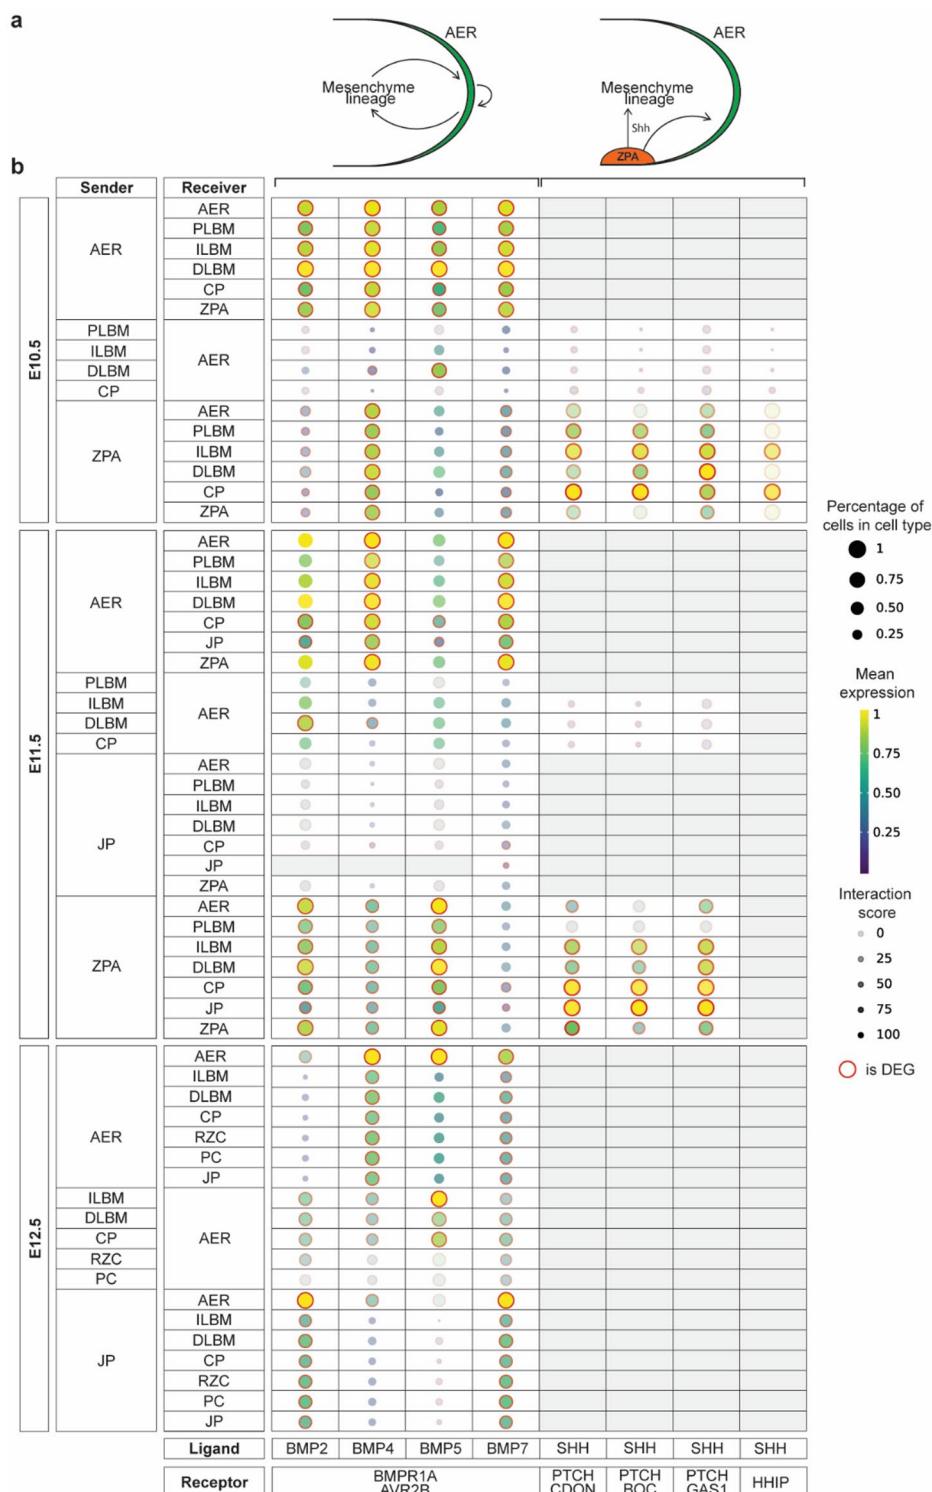 a
AER
Mesenchyme
lineage
AER
Mesenchyme
lineage
Shh
ZPA
b
Sender Receiver
E10.5
AER
AER
PLBM
ILBM
DLBM
CP
ZPA
PLBM
ILBM
DLBM
CP
AER
ZPA
AER
PLBM
ILBM
DLBM
CP
ZPA
E11.5
AER
AER
PLBM
ILBM
DLBM
CP
JP
ZPA
PLBM
ILBM
DLBM
CP
AER
JP
AER
PLBM
ILBM
DLBM
CP
JP
ZPA
ZPA
AER
PLBM
ILBM
DLBM
CP
JP
ZPA
E12.5
AER
AER
ILBM
DLBM
CP
RZC
PC
JP
ILBM
DLBM
CP
RZC
PC
AER
JP
AER
ILBM
DLBM
CP
RZC
PC
JP
Ligand BMP2 BMP4 BMP5 BMP7 SHH SHH SHH SHH
Receptor
BMPR1A
AVR2B
PTCH
CDON
PTCH
BOC
PTCH
GAS1
HHIP
Percentage of
cells in cell type
1
0.75
0.50
0.25
Mean
expression
1
0.75
0.50
0.25
Interaction
score
0
25
50
75
100
is DEG